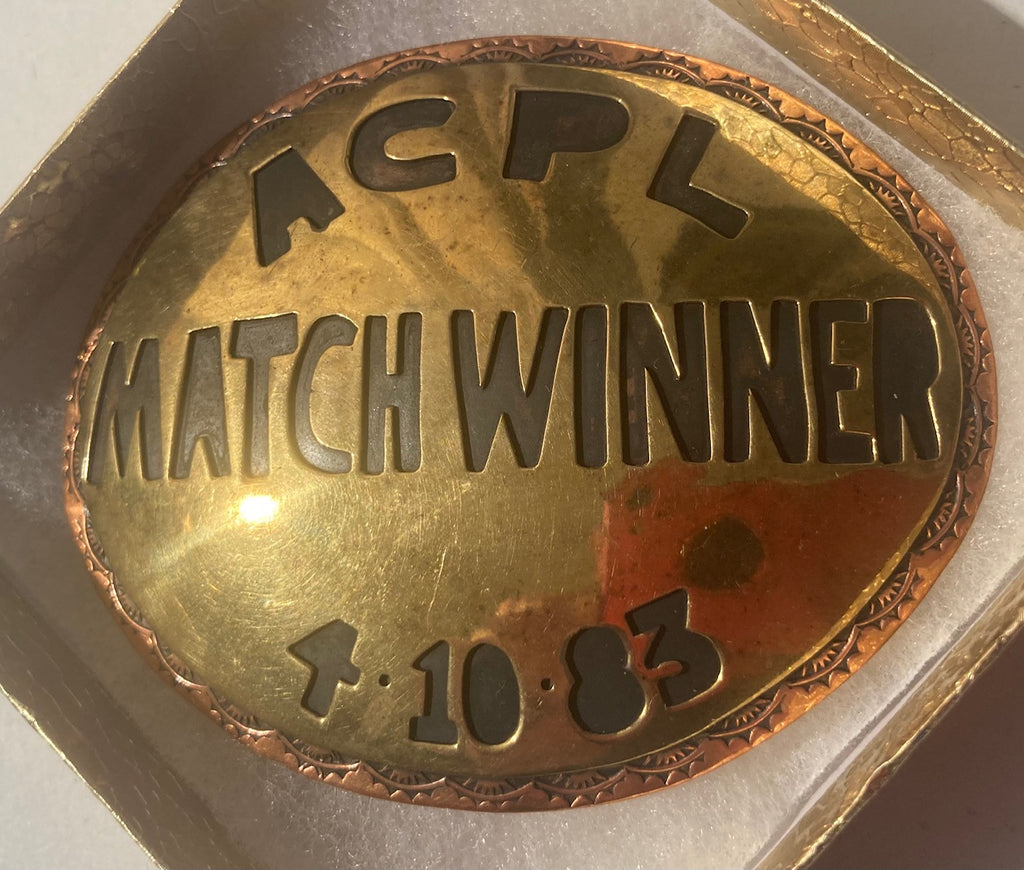 ACPL
MATCH WINNER
4·10·83